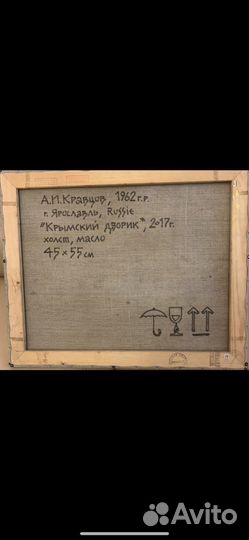 А.И.Кравцов, 1962 г.р.
г. Ярославль, Russie
"Крымский дворик", 2017г.
холст, масло
45 x 55 см
Avito